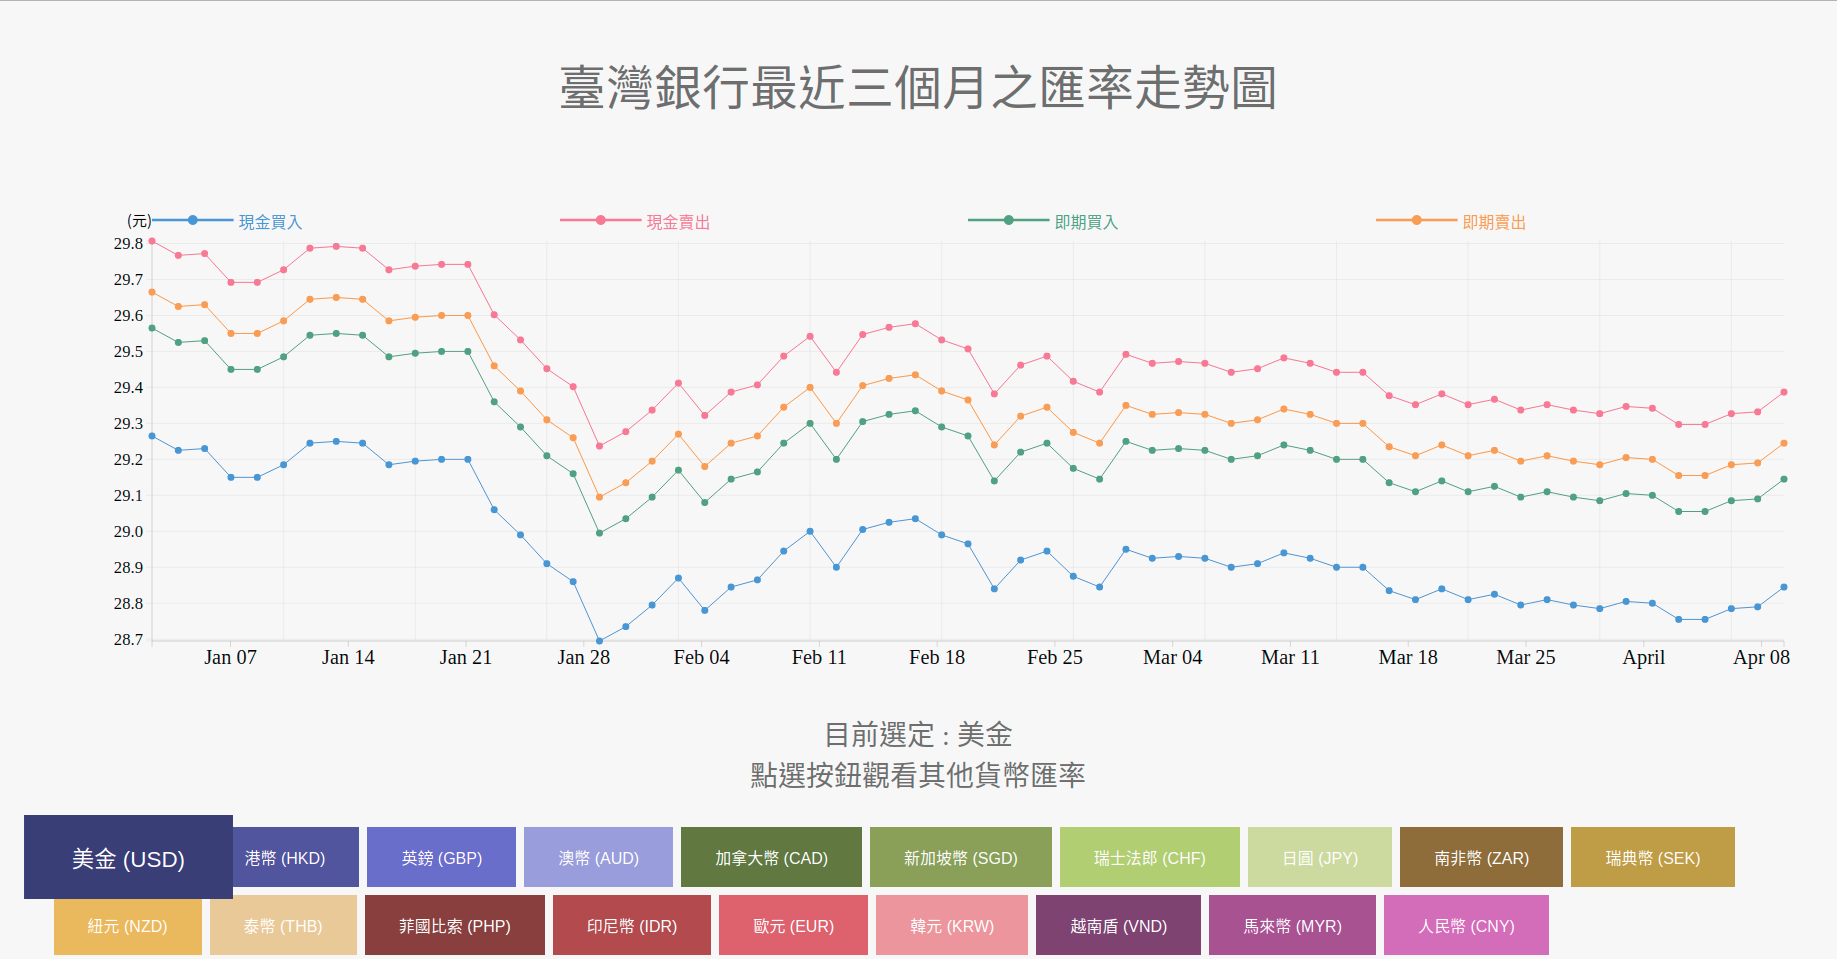 臺灣銀行最近三個月之匯率走勢圖
(元) 現金買入 現金賣出 即期買入 即期賣出
29.8
29.7
29.6
29.5
29.4
29.3
29.2
29.1
29.0
28.9
28.8
28.7
Jan 07 Jan 14 Jan 21 Jan 28 Feb 04 Feb 11 Feb 18 Feb 25 Mar 04 Mar 11 Mar 18 Mar 25 April Apr 08
目前選定 : 美金
點選按鈕觀看其他貨幣匯率
美金 (USD) 港幣 (HKD) 英鎊 (GBP) 澳幣 (AUD) 加拿大幣 (CAD) 新加坡幣 (SGD) 瑞士法郎 (CHF) 日圓 (JPY) 南非幣 (ZAR) 瑞典幣 (SEK)
紐元 (NZD) 泰幣 (THB) 菲國比索 (PHP) 印尼幣 (IDR) 歐元 (EUR) 韓元 (KRW) 越南盾 (VND) 馬來幣 (MYR) 人民幣 (CNY)